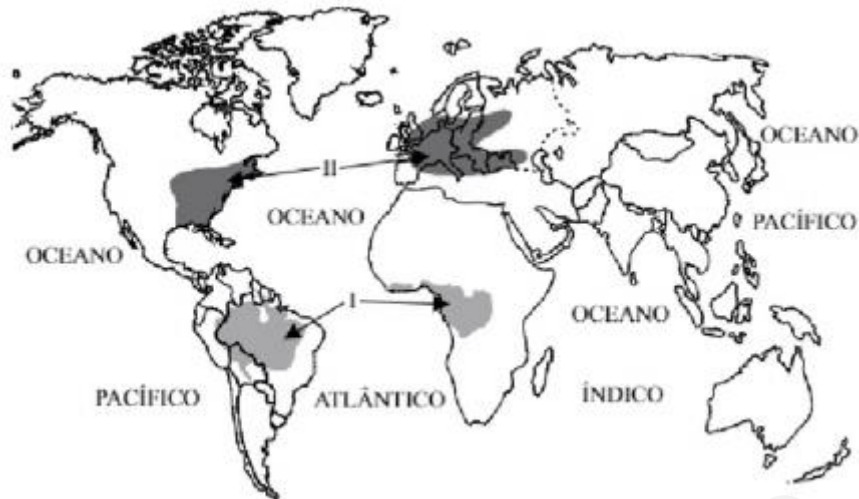 OCEANO
PACÍFICO
II
OCEANO
OCEANO
I
OCEANO
PACÍFICO
ATLÂNTICO
ÍNDICO